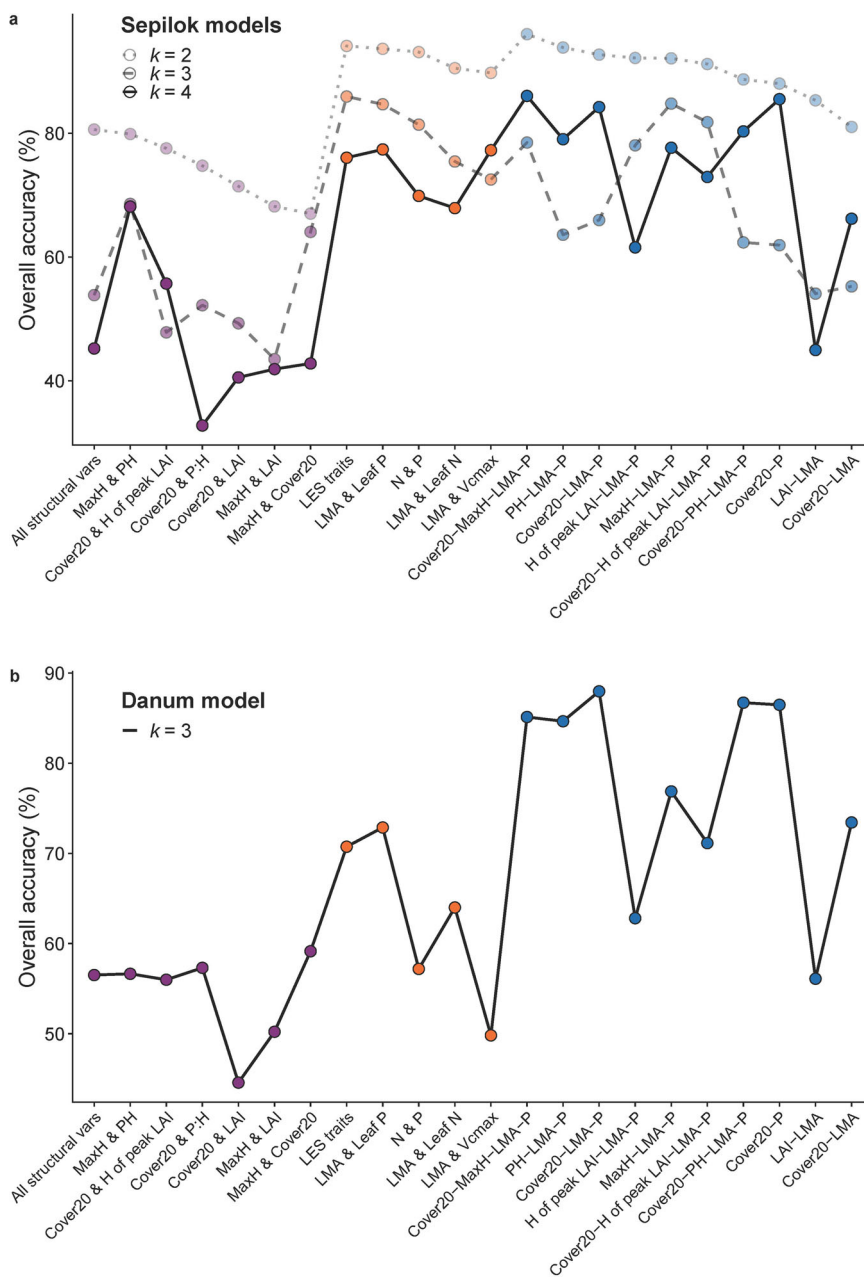 a
Sepilok models
k = 2
k = 3
k = 4
Overall accuracy (%)
80
60
40
All structural vars
MaxH & PH
Cover20 & H of peak LAI
Cover20 & P:H
Cover20 & LAI
MaxH & LAI
MaxH & Cover20
LES traits
LMA & Leaf P
N & P
LMA & Leaf N
LMA & Vcmax
Cover20−MaxH−LMA−P
PH−LMA−P
Cover20−LMA−P
H of peak LAI−LMA−P
MaxH−LMA−P
Cover20−H of peak LAI−LMA−P
Cover20−PH−LMA−P
Cover20−P
LAI−LMA
Cover20−LMA
b
Danum model
k = 3
Overall accuracy (%)
90
80
70
60
50
All structural vars
MaxH & PH
Cover20 & H of peak LAI
Cover20 & P:H
Cover20 & LAI
MaxH & LAI
MaxH & Cover20
LES traits
LMA & Leaf P
N & P
LMA & Leaf N
LMA & Vcmax
Cover20−MaxH−LMA−P
PH−LMA−P
Cover20−LMA−P
H of peak LAI−LMA−P
MaxH−LMA−P
Cover20−H of peak LAI−LMA−P
Cover20−PH−LMA−P
Cover20−P
LAI−LMA
Cover20−LMA